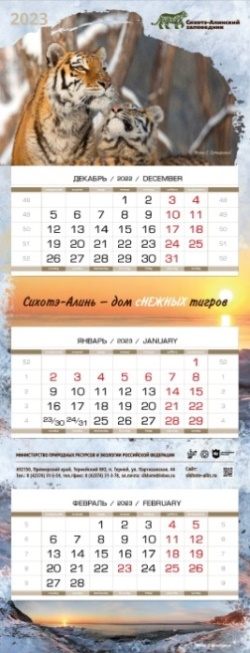 2023
Сихотэ-Алинский
заповедник
ДЕКАБРЬ / 2022 / DECEMBER
48 1 2 3 4
49 5 6 7 8 9 10 11
50 12 13 14 15 16 17 18
51 19 20 21 22 23 24 25
52 26 27 28 29 30 31
Сихотэ-Алинь – дом сНЕЖНЫХ тигров
ЯНВАРЬ / 2023 / JANUARY
52 1
1 2 3 4 5 6 7 8
2 9 10 11 12 13 14 15
3 16 17 18 19 20 21 22
4 23/30 24/31 25 26 27 28 29
МИНИСТЕРСТВО ПРИРОДНЫХ РЕСУРСОВ И ЭКОЛОГИИ РОССИЙСКОЙ ФЕДЕРАЦИИ
692150, Приморский край, Тернейский МО, п. Терней, ул. Партизанская, 44
Сайт:
ФЕВРАЛЬ / 2023 / FEBRUARY
5 1 2 3 4 5
6 6 7 8 9 10 11 12
7 13 14 15 16 17 18 19
8 20 21 22 23 24 25 26
9 27 28